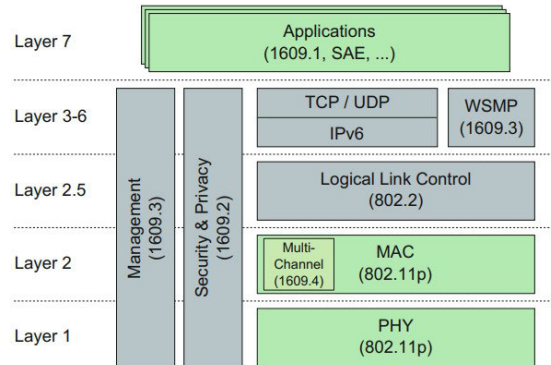 Layer 7
Applications
(1609.1, SAE, ...)
Layer 3-6
TCP / UDP
IPv6
WSMP
(1609.3)
Management
(1609.3)
Security & Privacy
(1609.2)
Layer 2.5
Logical Link Control
(802.2)
Layer 2
Multi-
Channel
(1609.4)
MAC
(802.11p)
Layer 1
PHY
(802.11p)